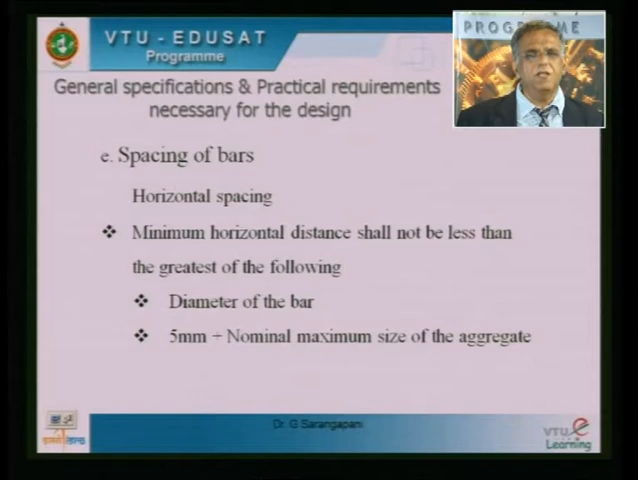 VTU - EDUSAT
Programme
PROGRAMME
General specifications & Practical requirements
necessary for the design
e. Spacing of bars
Horizontal spacing
❖ Minimum horizontal distance shall not be less than
the greatest of the following
❖ Diameter of the bar
❖ 5mm + Nominal maximum size of the aggregate
Dr. G Sarangapani
VTU e
Learning